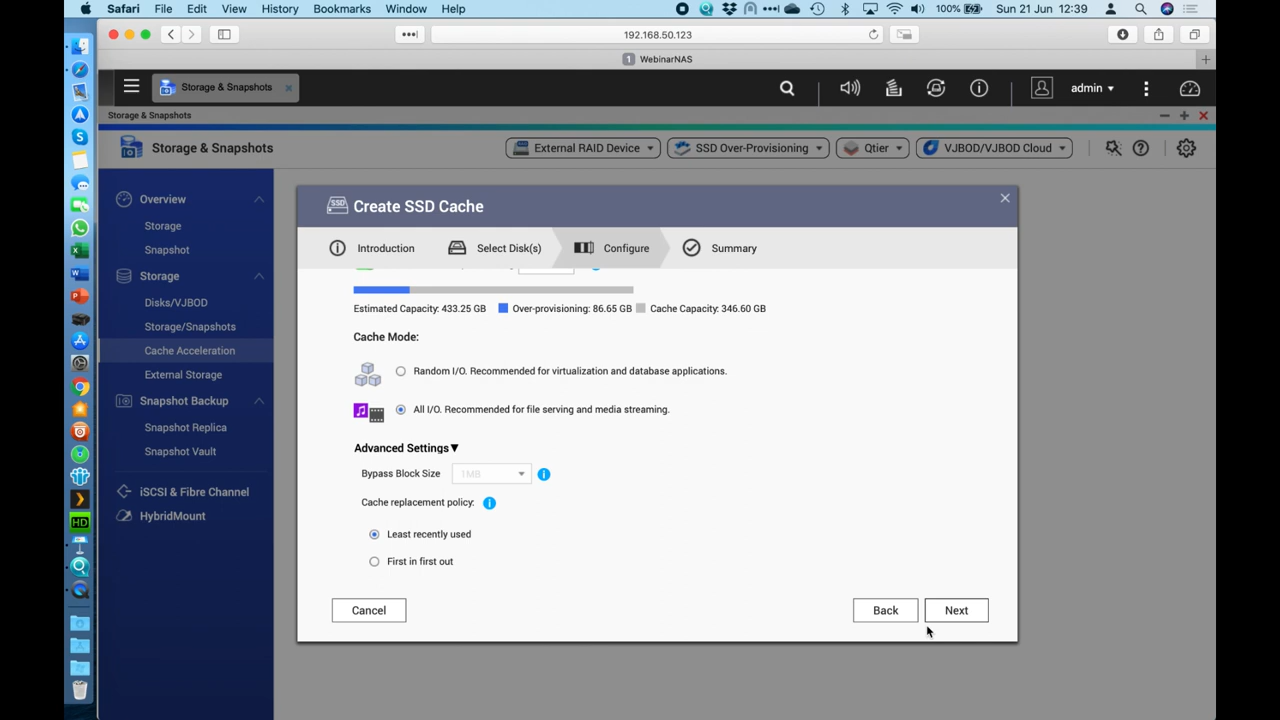 Safari File Edit View History Bookmarks Window Help 100% Sun 21 Jun 12:39
192.168.50.123
1 WebinarNAS
Storage & Snapshots admin
Storage & Snapshots
Storage & Snapshots External RAID Device SSD Over-Provisioning Qtier VJBOD/VJBOD Cloud
Overview
Storage
Snapshot
Storage
Disks/VJBOD
Storage/Snapshots
Cache Acceleration
External Storage
Snapshot Backup
Snapshot Replica
Snapshot Vault
iSCSI & Fibre Channel
HybridMount
SSD Create SSD Cache
Introduction Select Disk(s) Configure Summary
Estimated Capacity: 433.25 GB Over-provisioning: 86.65 GB Cache Capacity: 346.60 GB
Cache Mode:
Random I/O. Recommended for virtualization and database applications.
All I/O. Recommended for file serving and media streaming.
Advanced Settings▼
Bypass Block Size 1MB
Cache replacement policy:
Least recently used
First in first out
Cancel Back Next
HD